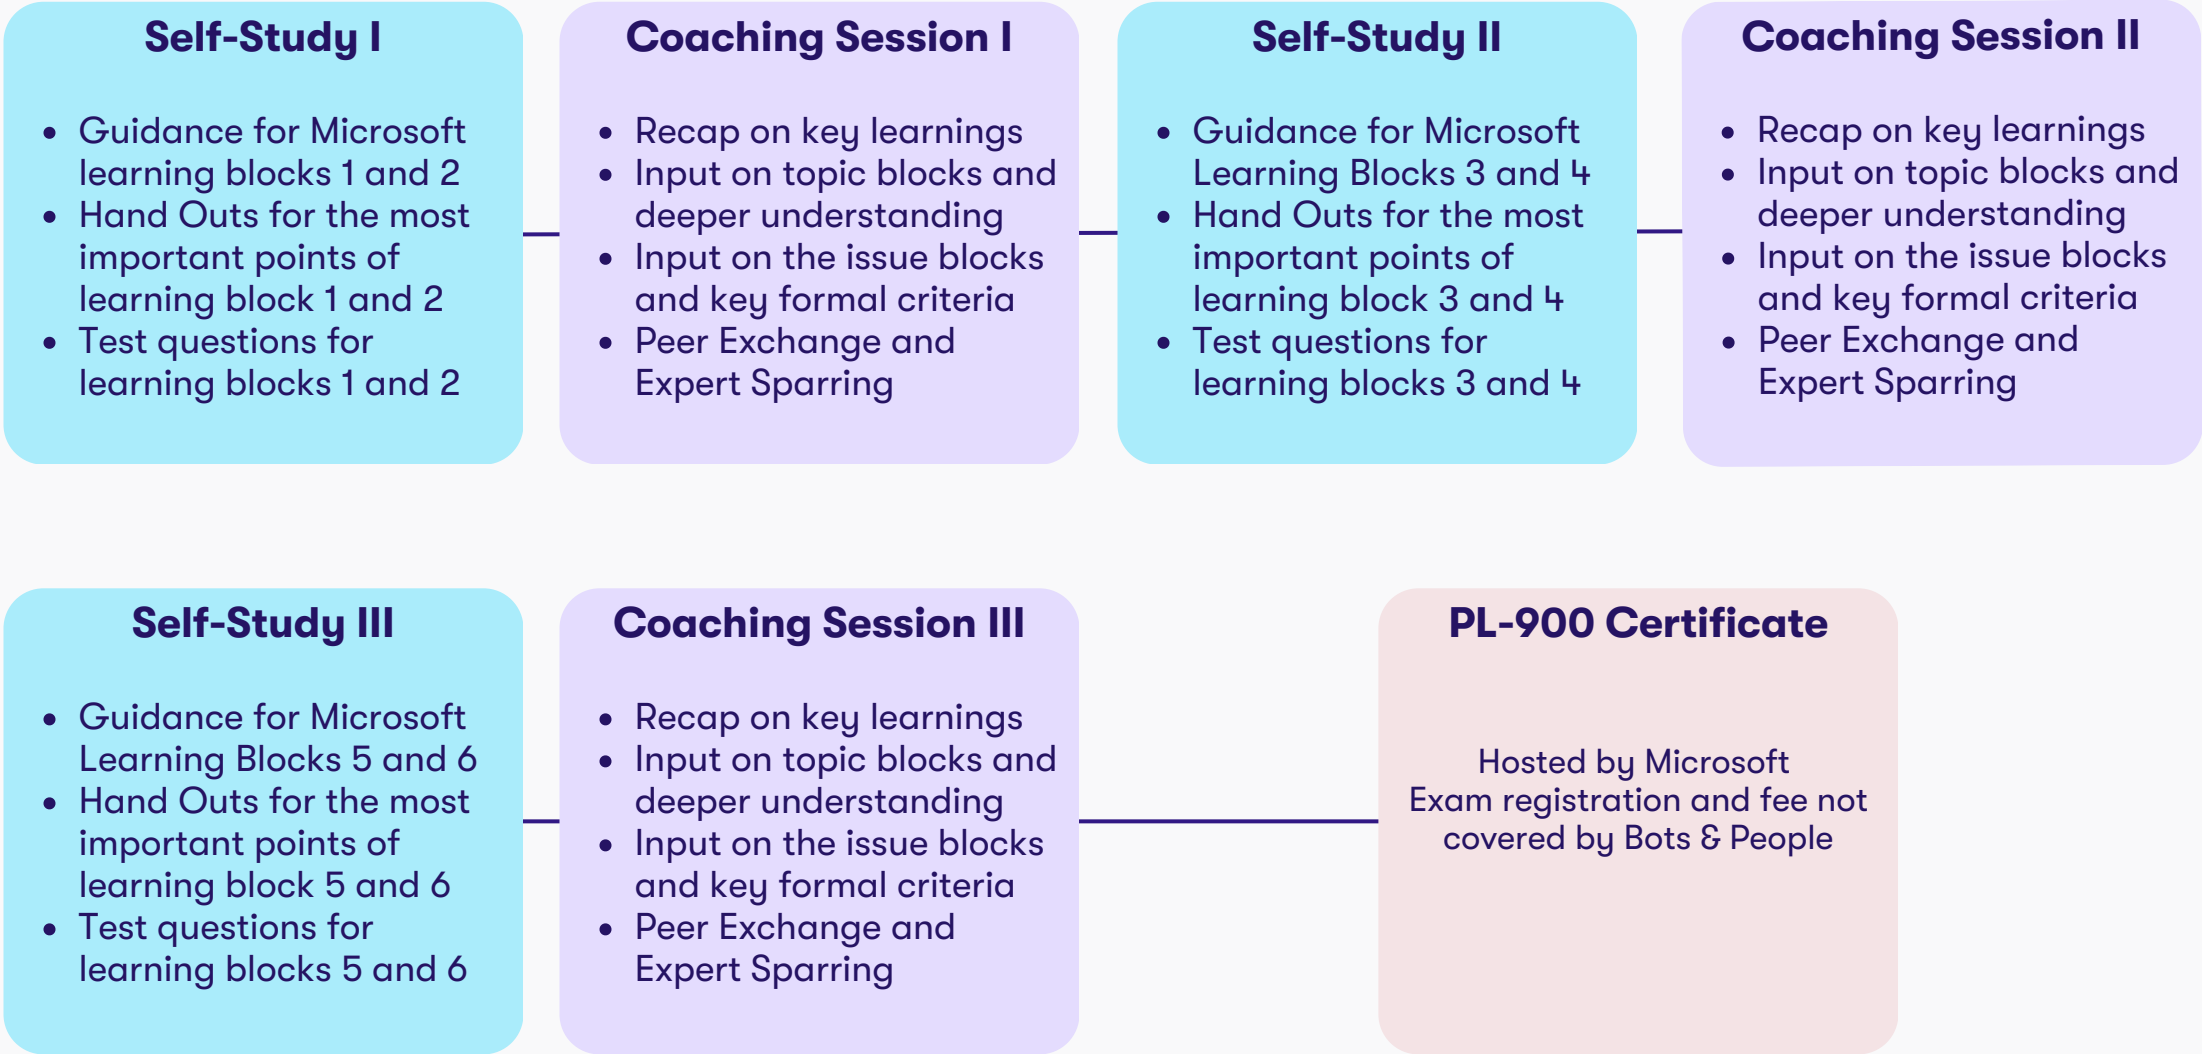 Self-Study I
• Guidance for Microsoft
learning blocks 1 and 2
• Hand Outs for the most
important points of
learning block 1 and 2
• Test questions for
learning blocks 1 and 2
Coaching Session I
• Recap on key learnings
• Input on topic blocks and
deeper understanding
• Input on the issue blocks
and key formal criteria
• Peer Exchange and
Expert Sparring
Self-Study II
• Guidance for Microsoft
Learning Blocks 3 and 4
• Hand Outs for the most
important points of
learning block 3 and 4
• Test questions for
learning blocks 3 and 4
Coaching Session II
• Recap on key learnings
• Input on topic blocks and
deeper understanding
• Input on the issue blocks
and key formal criteria
• Peer Exchange and
Expert Sparring
Self-Study III
• Guidance for Microsoft
Learning Blocks 5 and 6
• Hand Outs for the most
important points of
learning block 5 and 6
• Test questions for
learning blocks 5 and 6
Coaching Session III
• Recap on key learnings
• Input on topic blocks and
deeper understanding
• Input on the issue blocks
and key formal criteria
• Peer Exchange and
Expert Sparring
PL-900 Certificate
Hosted by Microsoft
Exam registration and fee not
covered by Bots & People